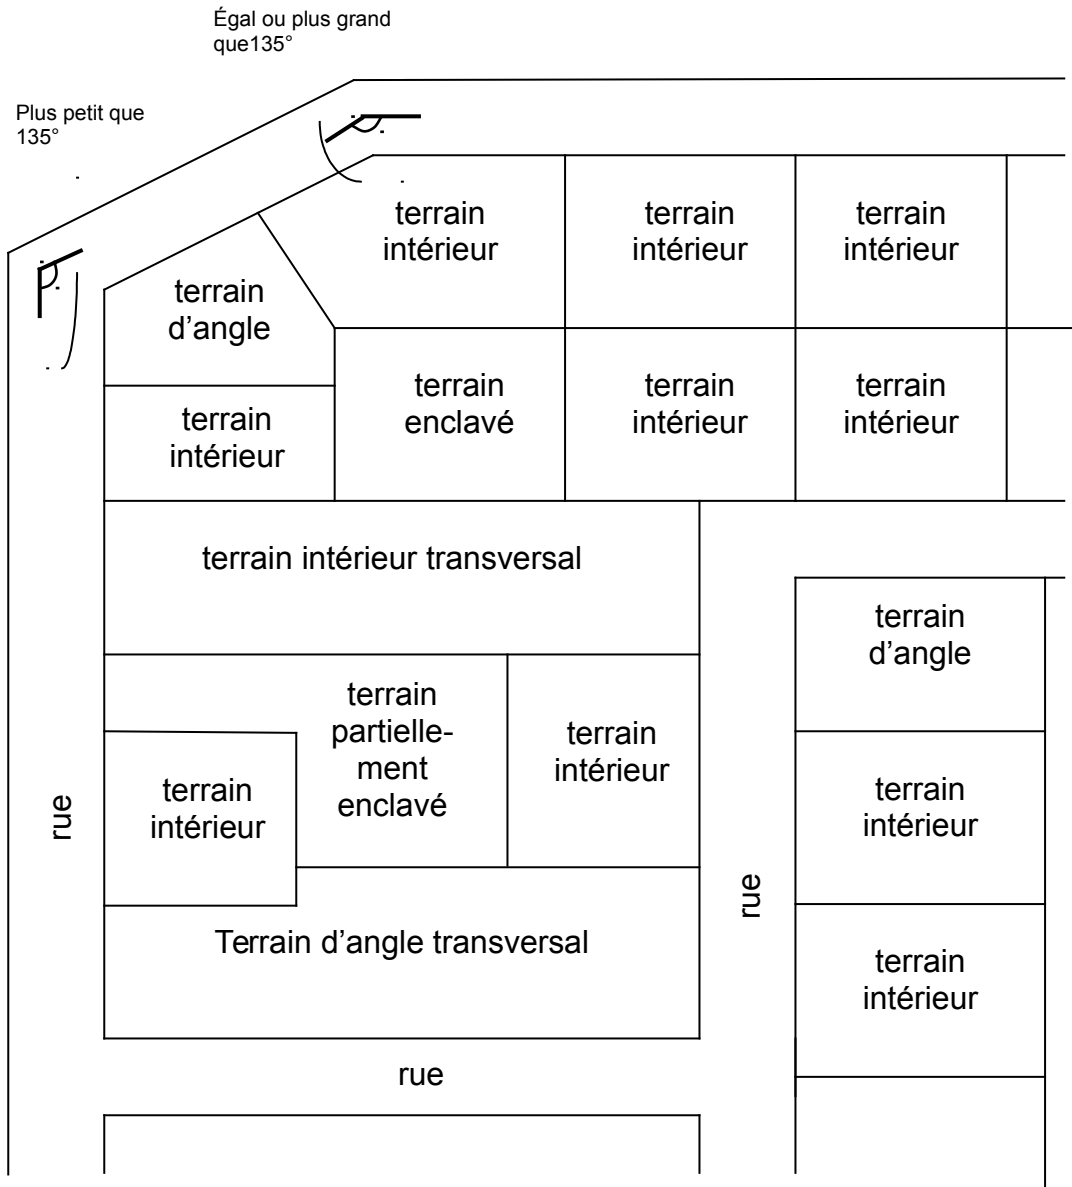 Égal ou plus grand
que135°
Plus petit que
135°
terrain
intérieur
terrain
intérieur
terrain
intérieur
terrain
d’angle
terrain
enclavé
terrain
intérieur
terrain
intérieur
terrain
intérieur
terrain intérieur transversal
terrain
d’angle
terrain
partielle-
ment
enclavé
terrain
intérieur
terrain
intérieur
terrain
intérieur
rue
rue
Terrain d’angle transversal
terrain
intérieur
rue